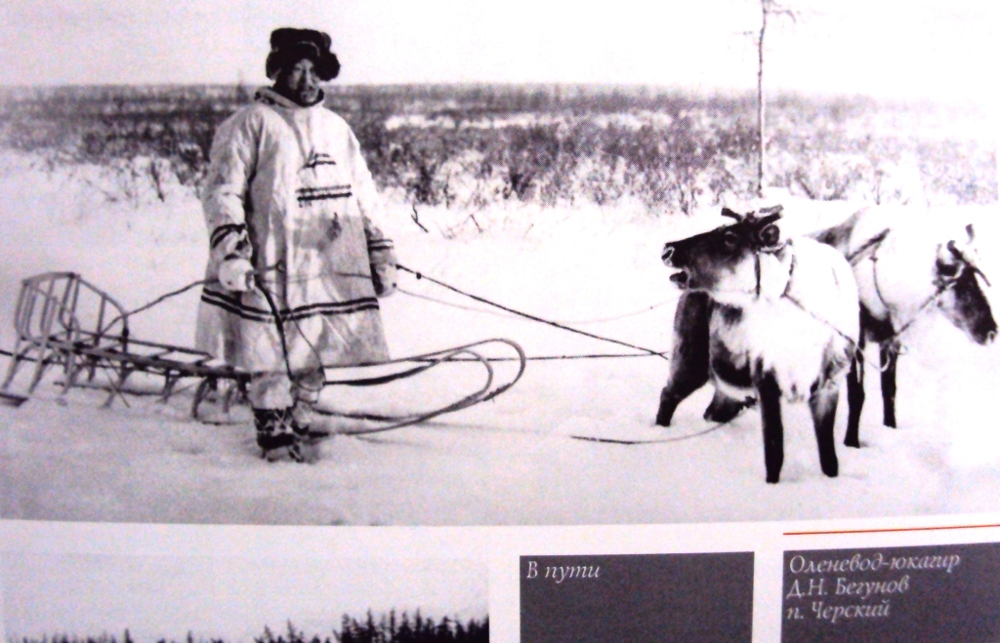 В пути
Оленевод-юкагир
Д.Н. Бегунов
п. Черский